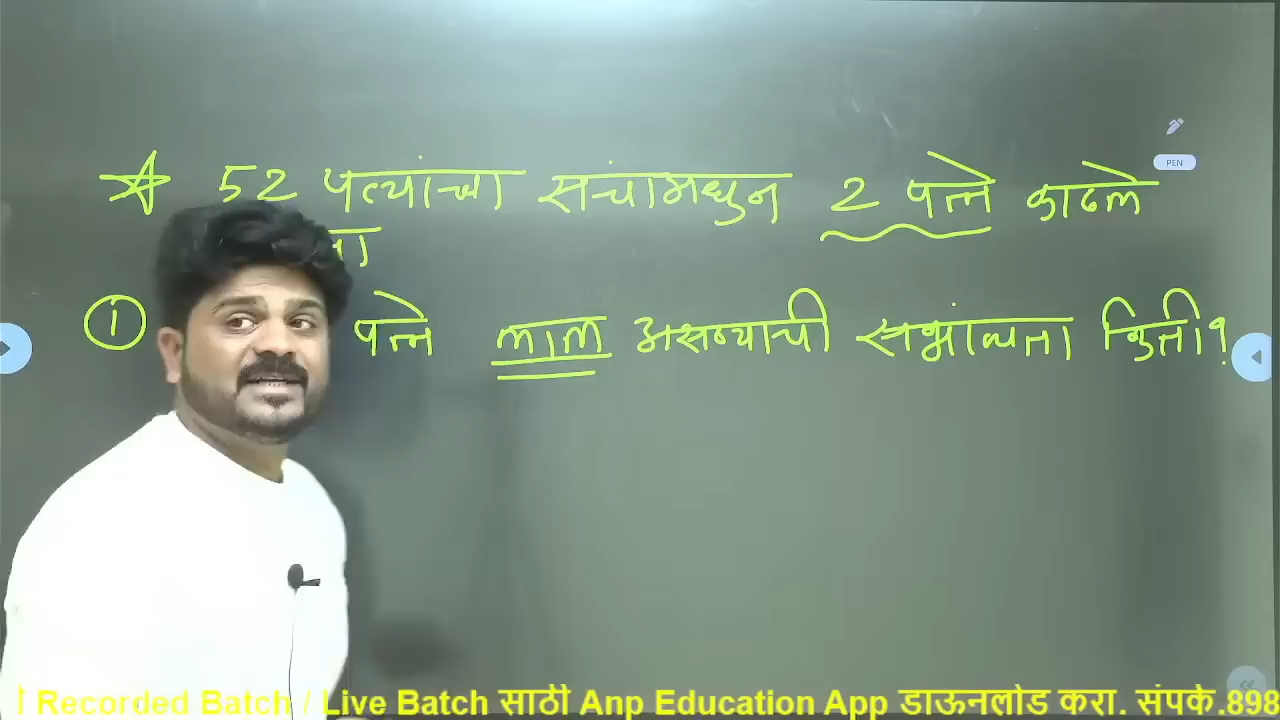 52 पत्यांच्या संचामधुन 2 पत्ते काढले
PEN
① पत्ते लाल असण्याची संभाव्यता किती?
Recorded Batch / Live Batch साठी Anp Education App डाऊनलोड करा. संपर्क.898